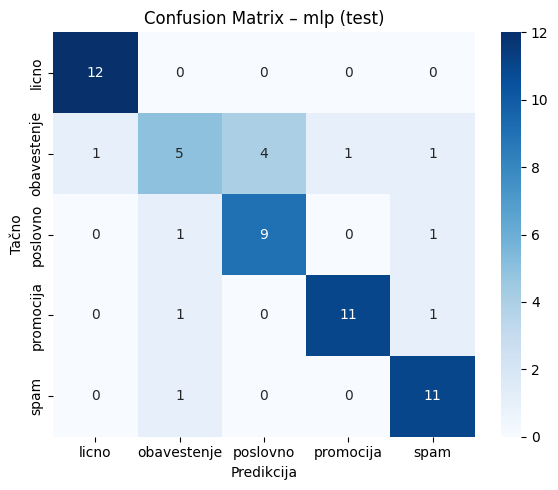 Confusion Matrix – mlp (test)
licno
12 0 0 0 0
obavestenje
1 5 4 1 1
poslovno
0 1 9 0 1
promocija
0 1 0 11 1
spam
0 1 0 0 11
Tačno
licno obavestenje poslovno promocija spam
Predikcija
12
10
8
6
4
2
0